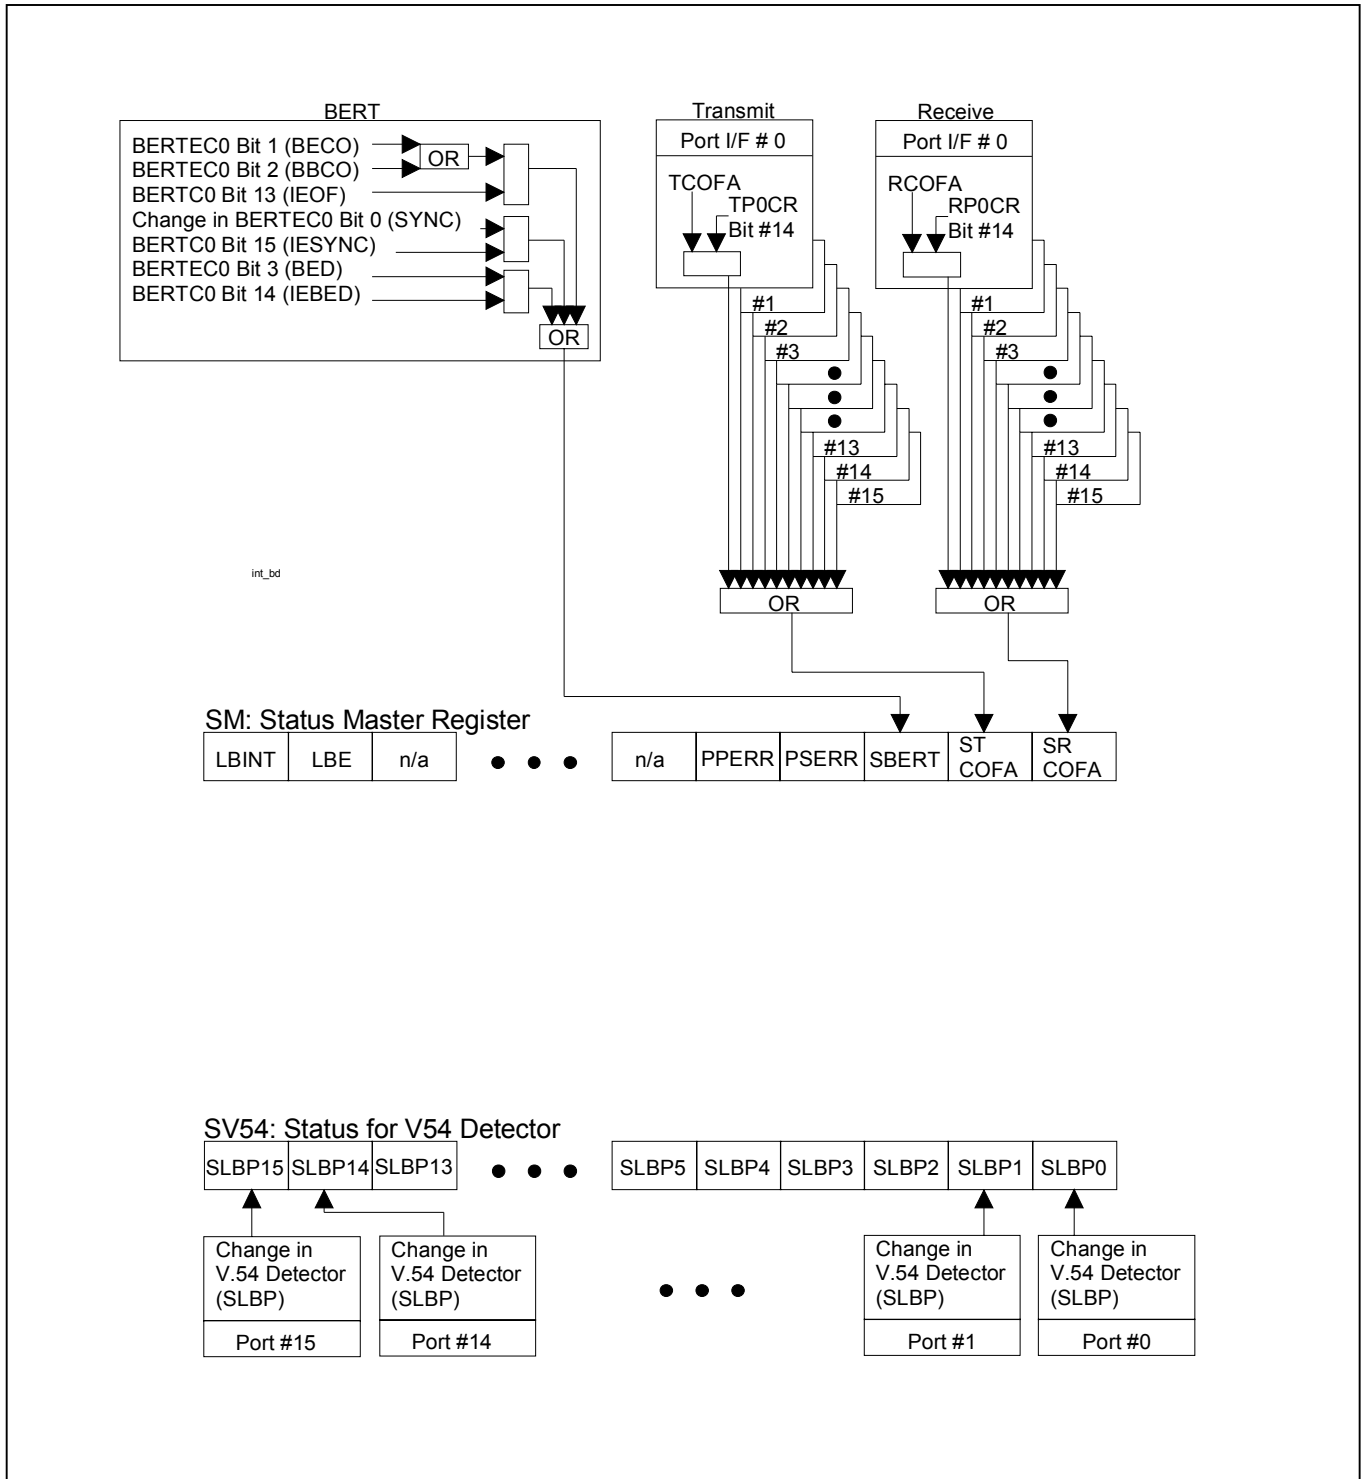 BERT
BERTEC0 Bit 1 (BECO)
BERTEC0 Bit 2 (BBCO)
OR
BERTC0 Bit 13 (IEOF)
Change in BERTEC0 Bit 0 (SYNC)
BERTC0 Bit 15 (IESYNC)
BERTEC0 Bit 3 (BED)
BERTC0 Bit 14 (IEBED)
OR
Transmit
Port I/F # 0
TCOFA
TP0CR
Bit #14
#1
#2
#3
#13
#14
#15
OR
Receive
Port I/F # 0
RCOFA
RP0CR
Bit #14
#1
#2
#3
#13
#14
#15
OR
int_bd
SM: Status Master Register
LBINT LBE n/a n/a PPERR PSERR SBERT ST COFA SR COFA
SV54: Status for V54 Detector
SLBP15 SLBP14 SLBP13 SLBP5 SLBP4 SLBP3 SLBP2 SLBP1 SLBP0
Change in
V.54 Detector
(SLBP)
Port #15
Change in
V.54 Detector
(SLBP)
Port #14
Change in
V.54 Detector
(SLBP)
Port #1
Change in
V.54 Detector
(SLBP)
Port #0